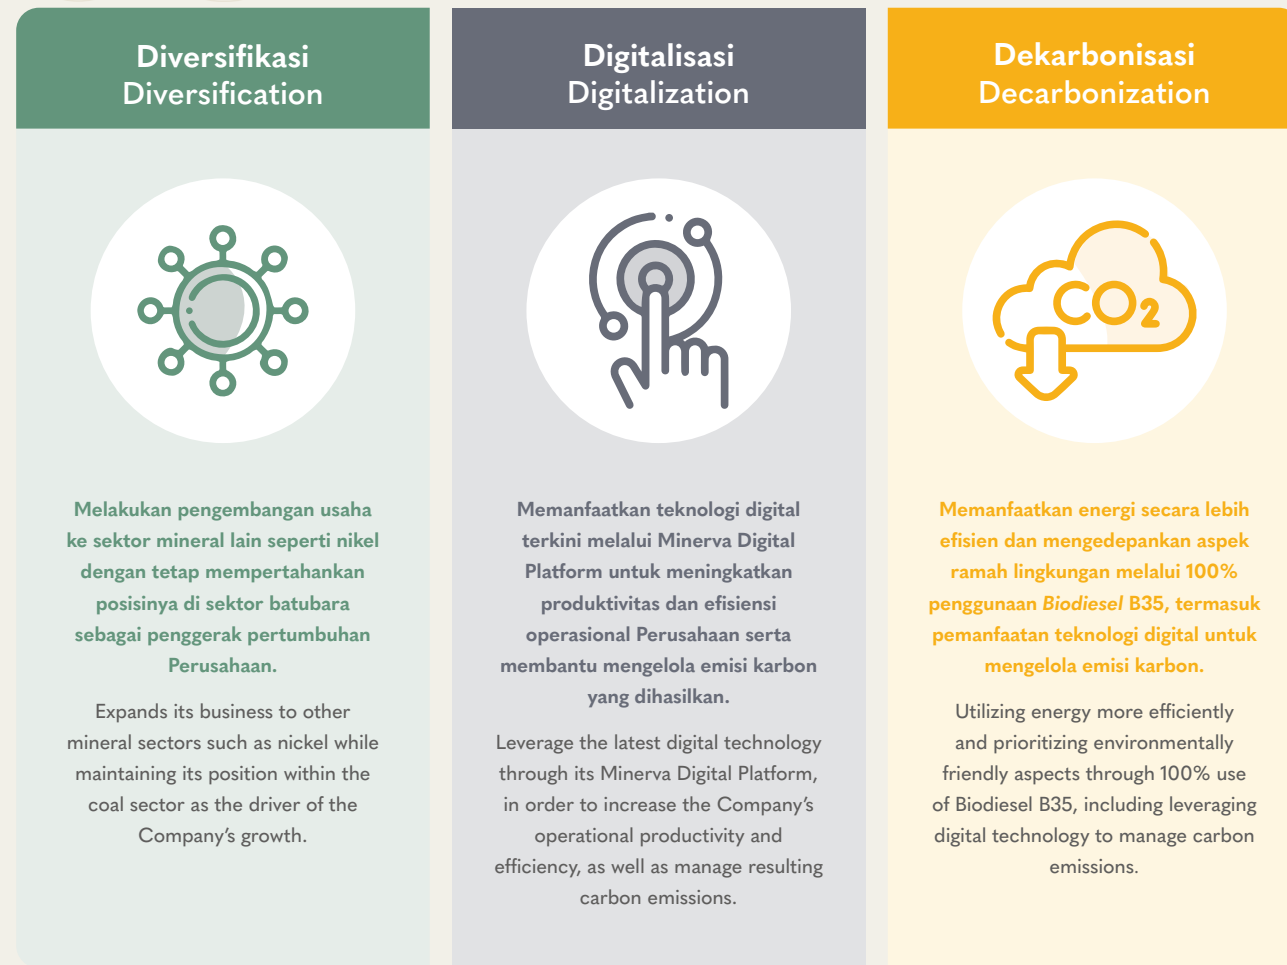 Diversifikasi
Diversification
Melakukan pengembangan usaha
ke sektor mineral lain seperti nikel
dengan tetap mempertahankan
posisinya di sektor batubara
sebagai penggerak pertumbuhan
Perusahaan.
Expands its business to other
mineral sectors such as nickel while
maintaining its position within the
coal sector as the driver of the
Company’s growth.
Digitalisasi
Digitalization
Memanfaatkan teknologi digital
terkini melalui Minerva Digital
Platform untuk meningkatkan
produktivitas dan efisiensi
operasional Perusahaan serta
membantu mengelola emisi karbon
yang dihasilkan.
Leverage the latest digital technology
through its Minerva Digital Platform,
in order to increase the Company’s
operational productivity and
efficiency, as well as manage resulting
carbon emissions.
Dekarbonisasi
Decarbonization
CO2
Memanfaatkan energi secara lebih
efisien dan mengedepankan aspek
ramah lingkungan melalui 100%
penggunaan Biodiesel B35, termasuk
pemanfaatan teknologi digital untuk
mengelola emisi karbon.
Utilizing energy more efficiently
and prioritizing environmentally
friendly aspects through 100% use
of Biodiesel B35, including leveraging
digital technology to manage carbon
emissions.